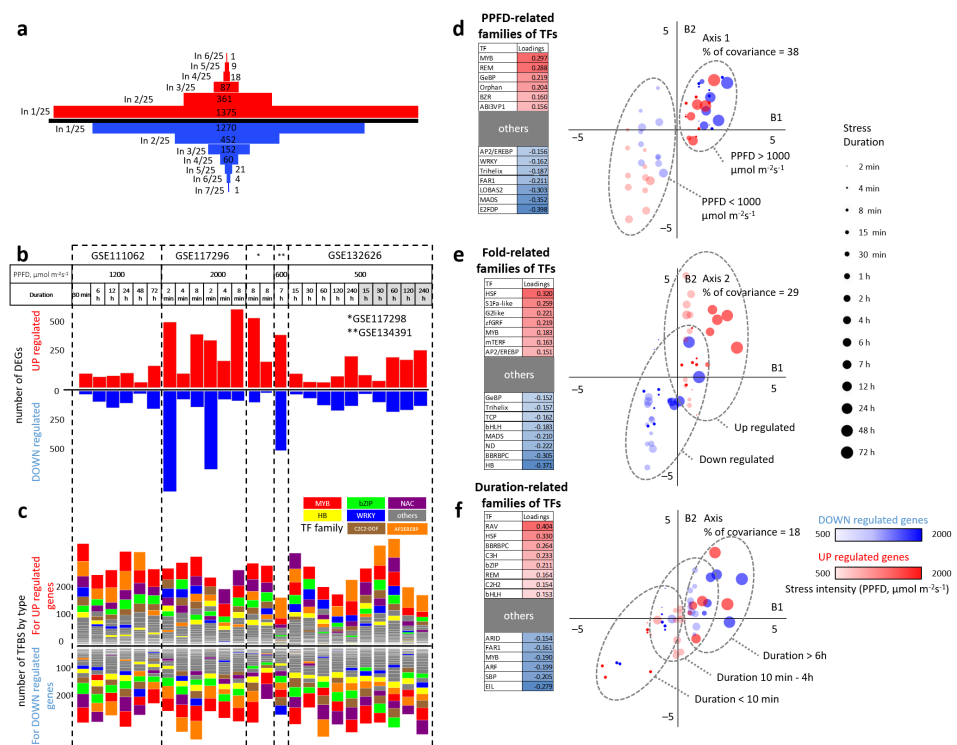 a
In 6/25 1
In 5/25 9
In 4/25 18
In 3/25 87
In 2/25 361
In 1/25 1375
In 1/25 1270
In 2/25 452
In 3/25 152
In 4/25 60
In 5/25 21
In 6/25 4
In 7/25 1
b
GSE111062 GSE117296 * ** GSE132626
PPFD, μmol m⁻²s⁻¹ 1200 2000 600 500
Duration 30 min 6 h 12 h 24 h 48 h 72 h 2 min 4 min 8 min 2 min 4 min 8 min 8 min 8 min 7 h 15 h 30 h 60 h 120 h 240 h 15 h 30 h 60 h 120 h 240 h
*GSE117298
**GSE134391
number of DEGs
UP regulated
DOWN regulated
500
250
0
250
500
c
MYB bZIP NAC
HB WRKY others
TF family C2C2-DOF AP2EREBP
number of TFBS by type
For UP regulated genes
For DOWN regulated genes
200
100
0
100
200
d
PPFD-related
families of TFs
TF Loadings
MYB 0.297
REM 0.288
GeBP 0.219
Orphan 0.204
BZR 0.160
ABI3VP1 0.156
others
AP2/EREBP -0.156
WRKY -0.162
Trihelix -0.187
FAR1 -0.211
LOBAS2 -0.303
MADS -0.352
E2FDP -0.398
5
B2
Axis 1
% of covariance = 38
B1
−5
5
PPFD > 1000
μmol m⁻²s⁻¹
PPFD < 1000
μmol m⁻²s⁻¹
−5
Stress
Duration
2 min
4 min
8 min
15 min
30 min
1 h
2 h
4 h
6 h
7 h
12 h
24 h
48 h
72 h
e
Fold-related
families of TFs
TF Loadings
HSF 0.320
S1Fa-like 0.259
G2like 0.221
zfGRF 0.219
MYB 0.183
mTERF 0.163
AP2/EREBP 0.151
others
GeBP -0.152
Trihelix -0.157
TCP -0.162
bHLH -0.183
MADS -0.210
ND -0.222
BBRBPC -0.305
HB -0.371
5
B2
Axis 2
% of covariance = 29
B1
−5
5
Up regulated
Down regulated
−5
f
Duration-related
families of TFs
TF Loadings
RAV 0.404
HSF 0.330
BBRBPC 0.264
C3H 0.233
bZIP 0.211
REM 0.164
C2H2 0.154
bHLH 0.153
others
ARID -0.154
FAR1 -0.161
MYB -0.190
ARF -0.199
SBP -0.205
EIL -0.279
5
B2
Axis
% of covariance = 18
B1
−5
5
Duration > 6h
Duration 10 min - 4h
Duration < 10 min
−5
DOWN regulated genes
500 2000
UP regulated genes
500 2000
Stress intensity (PPFD, μmol m⁻²s⁻¹)